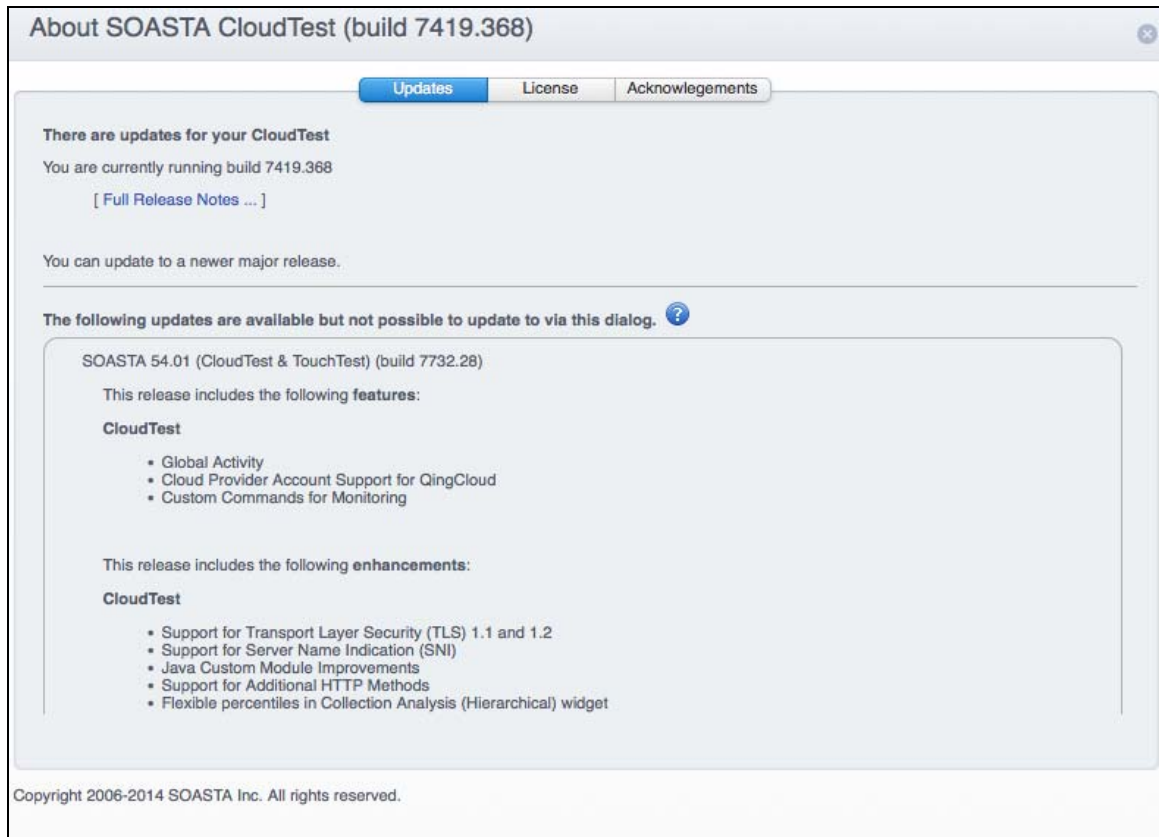 About SOASTA CloudTest (build 7419.368)
Updates
License
Acknowlegements
There are updates for your CloudTest
You are currently running build 7419.368
[ Full Release Notes ... ]
You can update to a newer major release.
The following updates are available but not possible to update to via this dialog. ?
SOASTA 54.01 (CloudTest & TouchTest) (build 7732.28)
This release includes the following features:
CloudTest
• Global Activity
• Cloud Provider Account Support for QingCloud
• Custom Commands for Monitoring
This release includes the following enhancements:
CloudTest
• Support for Transport Layer Security (TLS) 1.1 and 1.2
• Support for Server Name Indication (SNI)
• Java Custom Module Improvements
• Support for Additional HTTP Methods
• Flexible percentiles in Collection Analysis (Hierarchical) widget
Copyright 2006-2014 SOASTA Inc. All rights reserved.